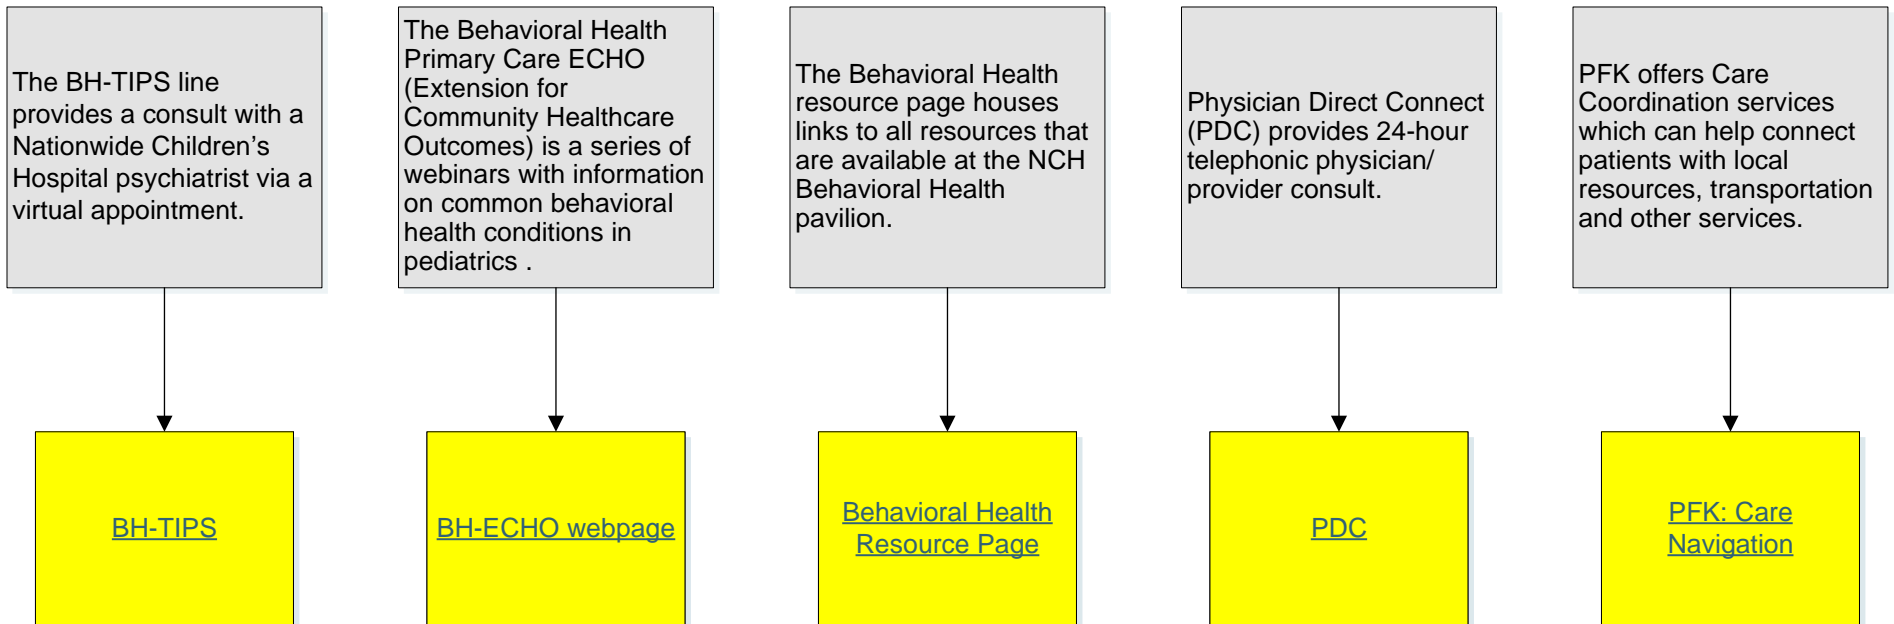 The BH-TIPS line
provides a consult with a
Nationwide Children’s
Hospital psychiatrist via a
virtual appointment.
The Behavioral Health
Primary Care ECHO
(Extension for
Community Healthcare
Outcomes) is a series of
webinars with information
on common behavioral
health conditions in
pediatrics .
The Behavioral Health
resource page houses
links to all resources that
are available at the NCH
Behavioral Health
pavilion.
Physician Direct Connect
(PDC) provides 24-hour
telephonic physician/
provider consult.
PFK offers Care
Coordination services
which can help connect
patients with local
resources, transportation
and other services.
BH-TIPS
BH-ECHO webpage
Behavioral Health
Resource Page
PDC
PFK: Care
Navigation